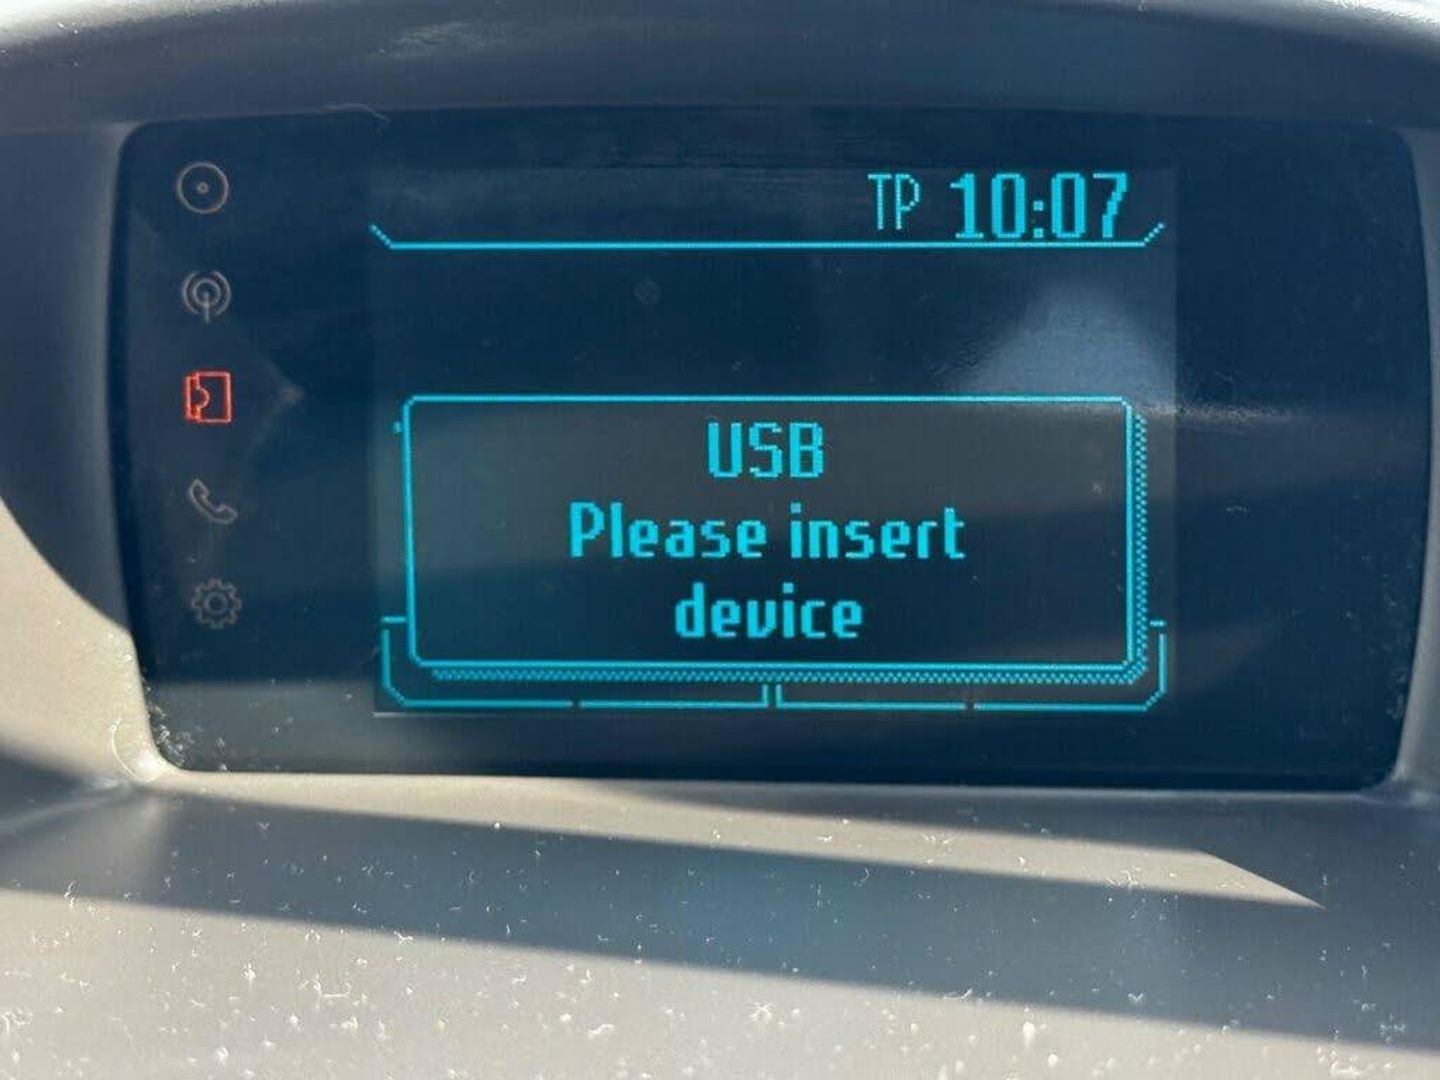 TP 10:07
USB
Please insert
device